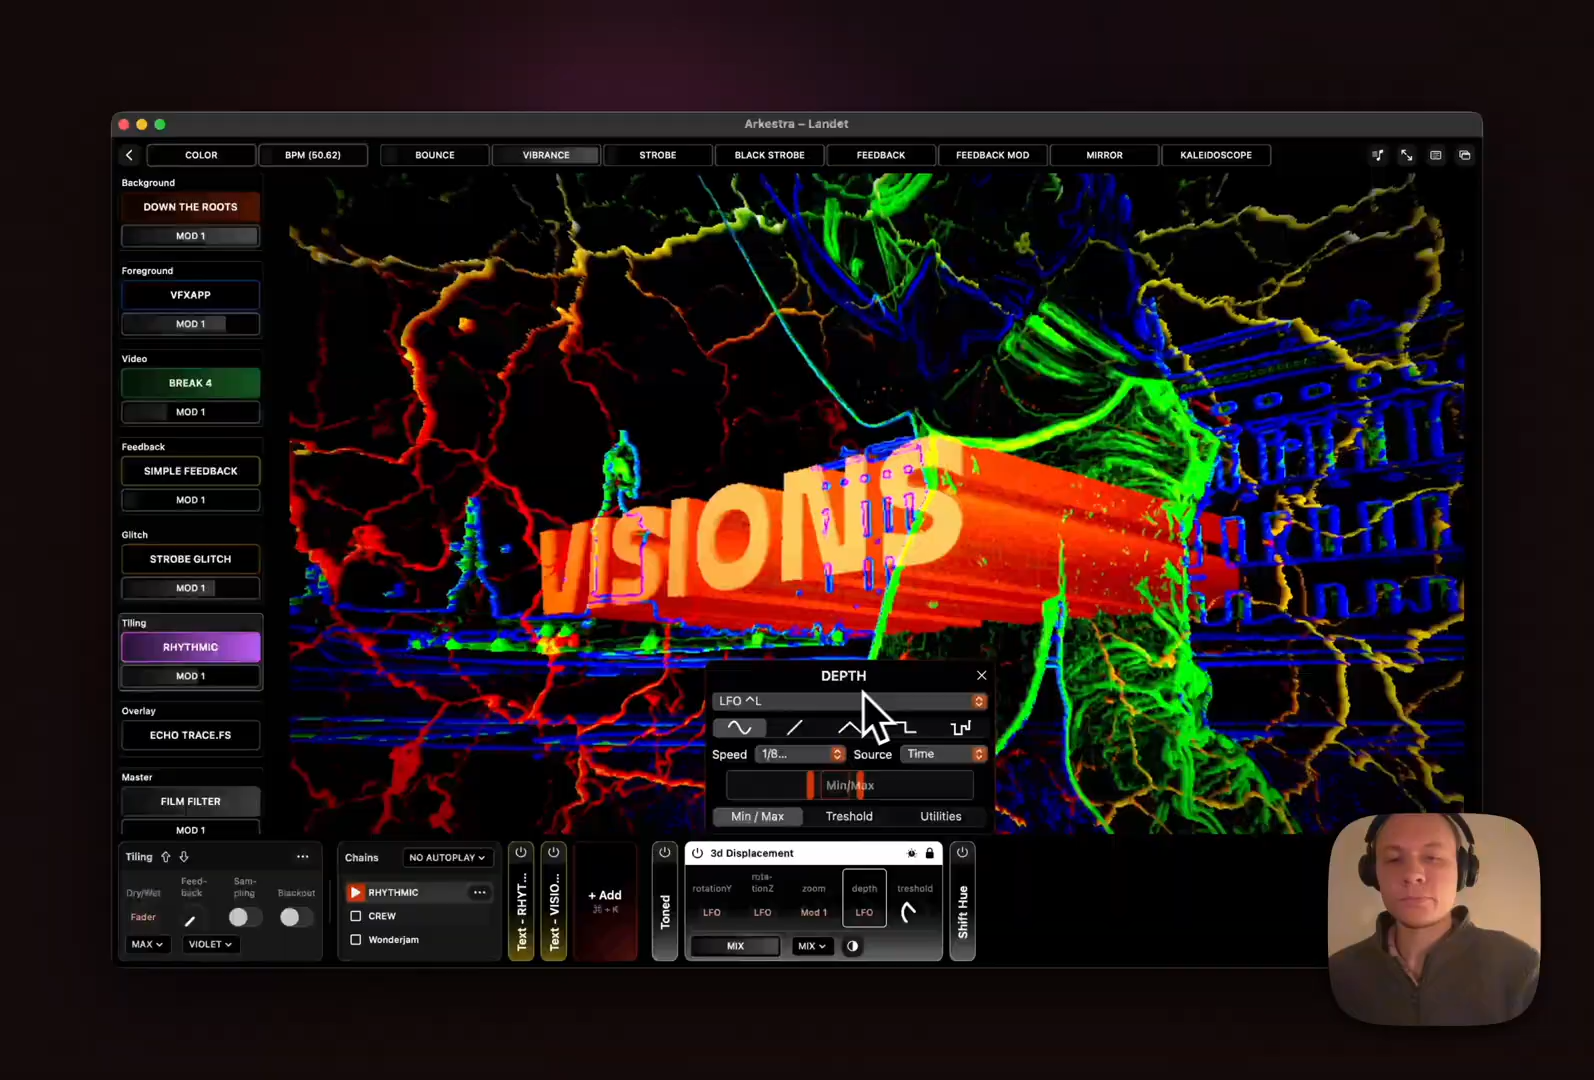 Arkestra – Landet
COLOR
BPM (50.62)
BOUNCE
VIBRANCE
STROBE
BLACK STROBE
FEEDBACK
FEEDBACK MOD
MIRROR
KALEIDOSCOPE
Background
DOWN THE ROOTS
MOD 1
Foreground
VFXAPP
MOD 1
Video
BREAK 4
MOD 1
Feedback
SIMPLE FEEDBACK
MOD 1
Glitch
STROBE GLITCH
MOD 1
Tiling
RHYTHMIC
MOD 1
Overlay
ECHO TRACE.FS
Master
FILM FILTER
MOD 1
VISIONS
DEPTH
LFO ^L
Speed
1/8...
Source
Time
Min/Max
Min / Max
Treshold
Utilities
Tiling
Dry/Wet
Feed-
back
Sam-
pling
Blackout
Fader
MAX
VIOLET
Chains
NO AUTOPLAY
RHYTHMIC
CREW
Wonderjam
Text - RHYT...
Text - VISIO...
+ Add
⌘ + K
Toned
3d Displacement
rotationY
rota-
tionZ
zoom
depth
treshold
LFO
LFO
Mod 1
LFO
MIX
MIX
Shift Hue